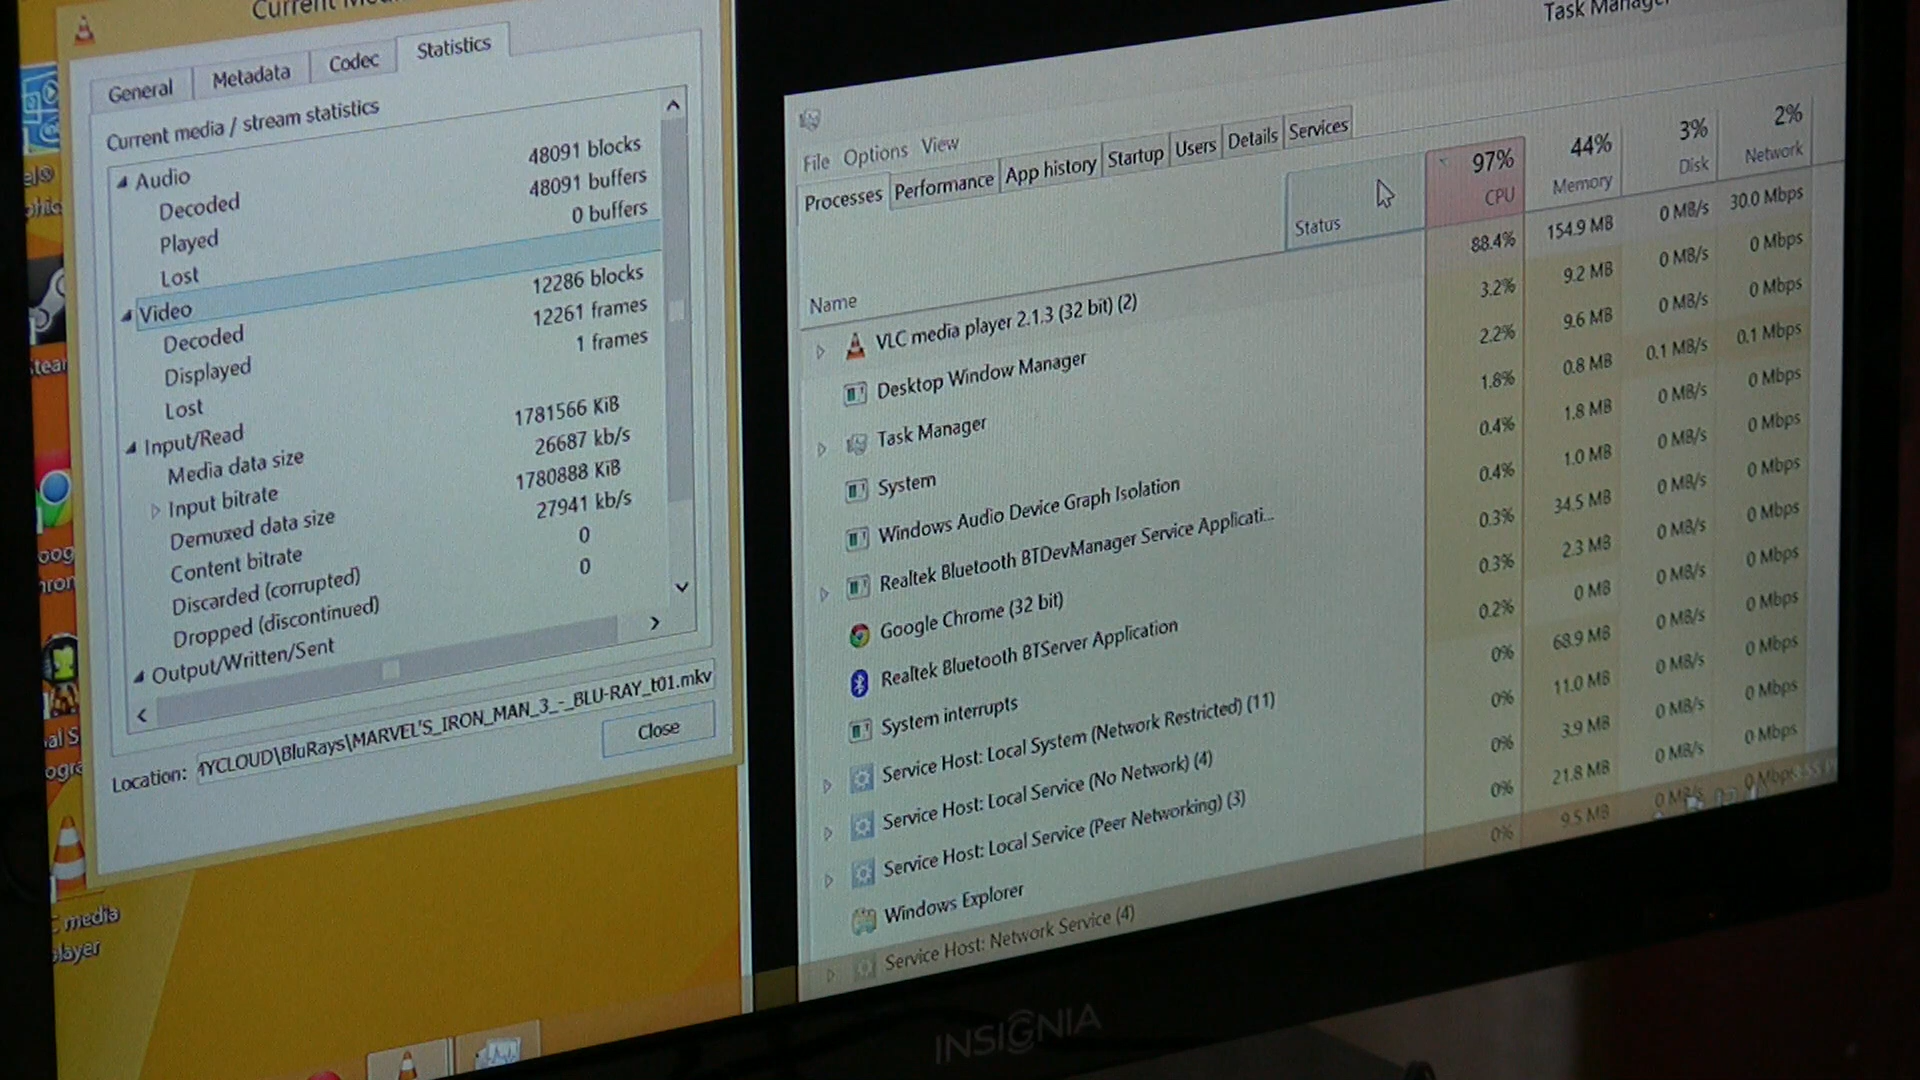 Current
General Metadata Codec Statistics
Current media / stream statistics
Audio
Decoded 48091 blocks
Played 48091 buffers
Lost 0 buffers
Video
Decoded 12286 blocks
Displayed 12261 frames
Lost 1 frames
Input/Read
Media data size 1781566 KiB
Input bitrate 26687 kb/s
Demuxed data size 1780888 KiB
Content bitrate 27941 kb/s
Discarded (corrupted) 0
Dropped (discontinued) 0
Output/Written/Sent
Location: MYCLOUD\BluRays\MARVEL'S_IRON_MAN_3_-_BLU-RAY_t01.mkv
Close
media
player
Task Manager
File Options View
Processes Performance App history Startup Users Details Services
97% 44% 3% 2%
Name Status CPU Memory Disk Network
VLC media player 2.1.3 (32 bit) (2) 88.4% 154.9 MB 0 MB/s 30.0 Mbps
Desktop Window Manager 3.2% 9.2 MB 0 MB/s 0 Mbps
Task Manager 2.2% 9.6 MB 0 MB/s 0 Mbps
System 1.8% 0.8 MB 0.1 MB/s 0.1 Mbps
Windows Audio Device Graph Isolation 0.4% 1.8 MB 0 MB/s 0 Mbps
Realtek Bluetooth BTDevManager Service Applicati... 0.4% 1.0 MB 0 MB/s 0 Mbps
Google Chrome (32 bit) 0.3% 34.5 MB 0 MB/s 0 Mbps
Realtek Bluetooth BTServer Application 0.3% 2.3 MB 0 MB/s 0 Mbps
System interrupts 0.2% 0 MB 0 MB/s 0 Mbps
Service Host: Local System (Network Restricted) (11) 0% 68.9 MB 0 MB/s 0 Mbps
Service Host: Local Service (No Network) (4) 0% 11.0 MB 0 MB/s 0 Mbps
Service Host: Local Service (Peer Networking) (3) 0% 3.9 MB 0 MB/s 0 Mbps
Windows Explorer 0% 21.8 MB 0 MB/s 0 Mbps
Service Host: Network Service (4) 0% 9.5 MB 0 MB/s 0 Mbps
INSIGNIA